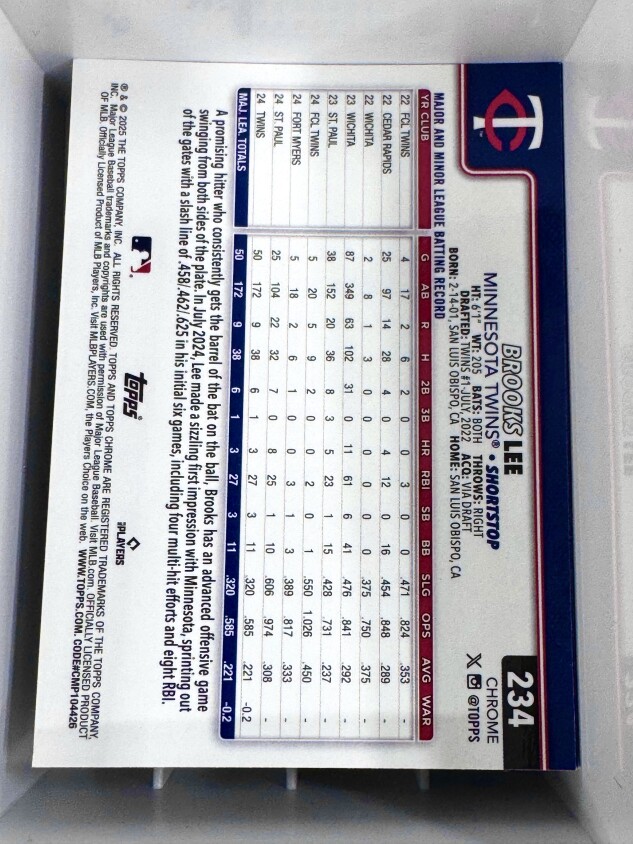 234
CHROME
@TOPPS
TC
BROOKS LEE
MINNESOTA TWINS® • SHORTSTOP
HT: 6'1" WT: 205 BATS: BOTH THROWS: RIGHT
DRAFTED: TWINS #1-JULY, 2022 ACQ: VIA DRAFT
BORN: 2-14-01, SAN LUIS OBISPO, CA HOME: SAN LUIS OBISPO, CA
MAJOR AND MINOR LEAGUE BATTING RECORD
YR CLUB G AB R H 2B 3B HR RBI SB BB SLG OPS AVG WAR
22 FCL TWINS 4 17 2 6 2 0 0 3 0 0 .471 .824 .353 -
22 CEDAR RAPIDS 25 97 14 28 4 0 4 12 0 16 .454 .848 .289 -
22 WICHITA 2 8 1 3 0 0 0 0 0 0 .375 .750 .375 -
23 WICHITA 87 349 63 102 31 0 11 61 6 41 .476 .841 .292 -
23 ST. PAUL 38 152 20 36 8 3 5 23 1 15 .428 .731 .237 -
24 FCL TWINS 5 20 5 9 2 0 0 2 0 1 .550 1.026 .450 -
24 FORT MYERS 5 18 2 6 1 0 0 3 1 3 .389 .817 .333 -
24 ST. PAUL 25 104 22 32 7 0 8 25 1 10 .606 .974 .308 -
24 TWINS 50 172 9 38 6 1 3 27 3 11 .320 .585 .221 -0.2
MAJ. LEA. TOTALS 50 172 9 38 6 1 3 27 3 11 .320 .585 .221 -0.2
A promising hitter who consistently gets the barrel of the bat on the ball, Brooks has an advanced offensive game
swinging from both sides of the plate. In July 2024, Lee made a sizzling first impression with Minnesota, sprinting out
of the gates with a slash line of .458/.462/.625 in his initial six games, including four multi-hit efforts and eight RBI.
topps®
PLAYERS
® & © 2025 THE TOPPS COMPANY, INC. ALL RIGHTS RESERVED. TOPPS AND TOPPS CHROME ARE REGISTERED TRADEMARKS OF THE TOPPS COMPANY,
INC. Major League Baseball trademarks and copyrights are used with permission of Major League Baseball. Visit MLB.com. OFFICIALLY LICENSED PRODUCT
OF MLB. Officially Licensed Product of MLB Players, Inc. Visit MLBPLAYERS.COM, the Players Choice on the web. WWW.TOPPS.COM. CODE#CMP104426